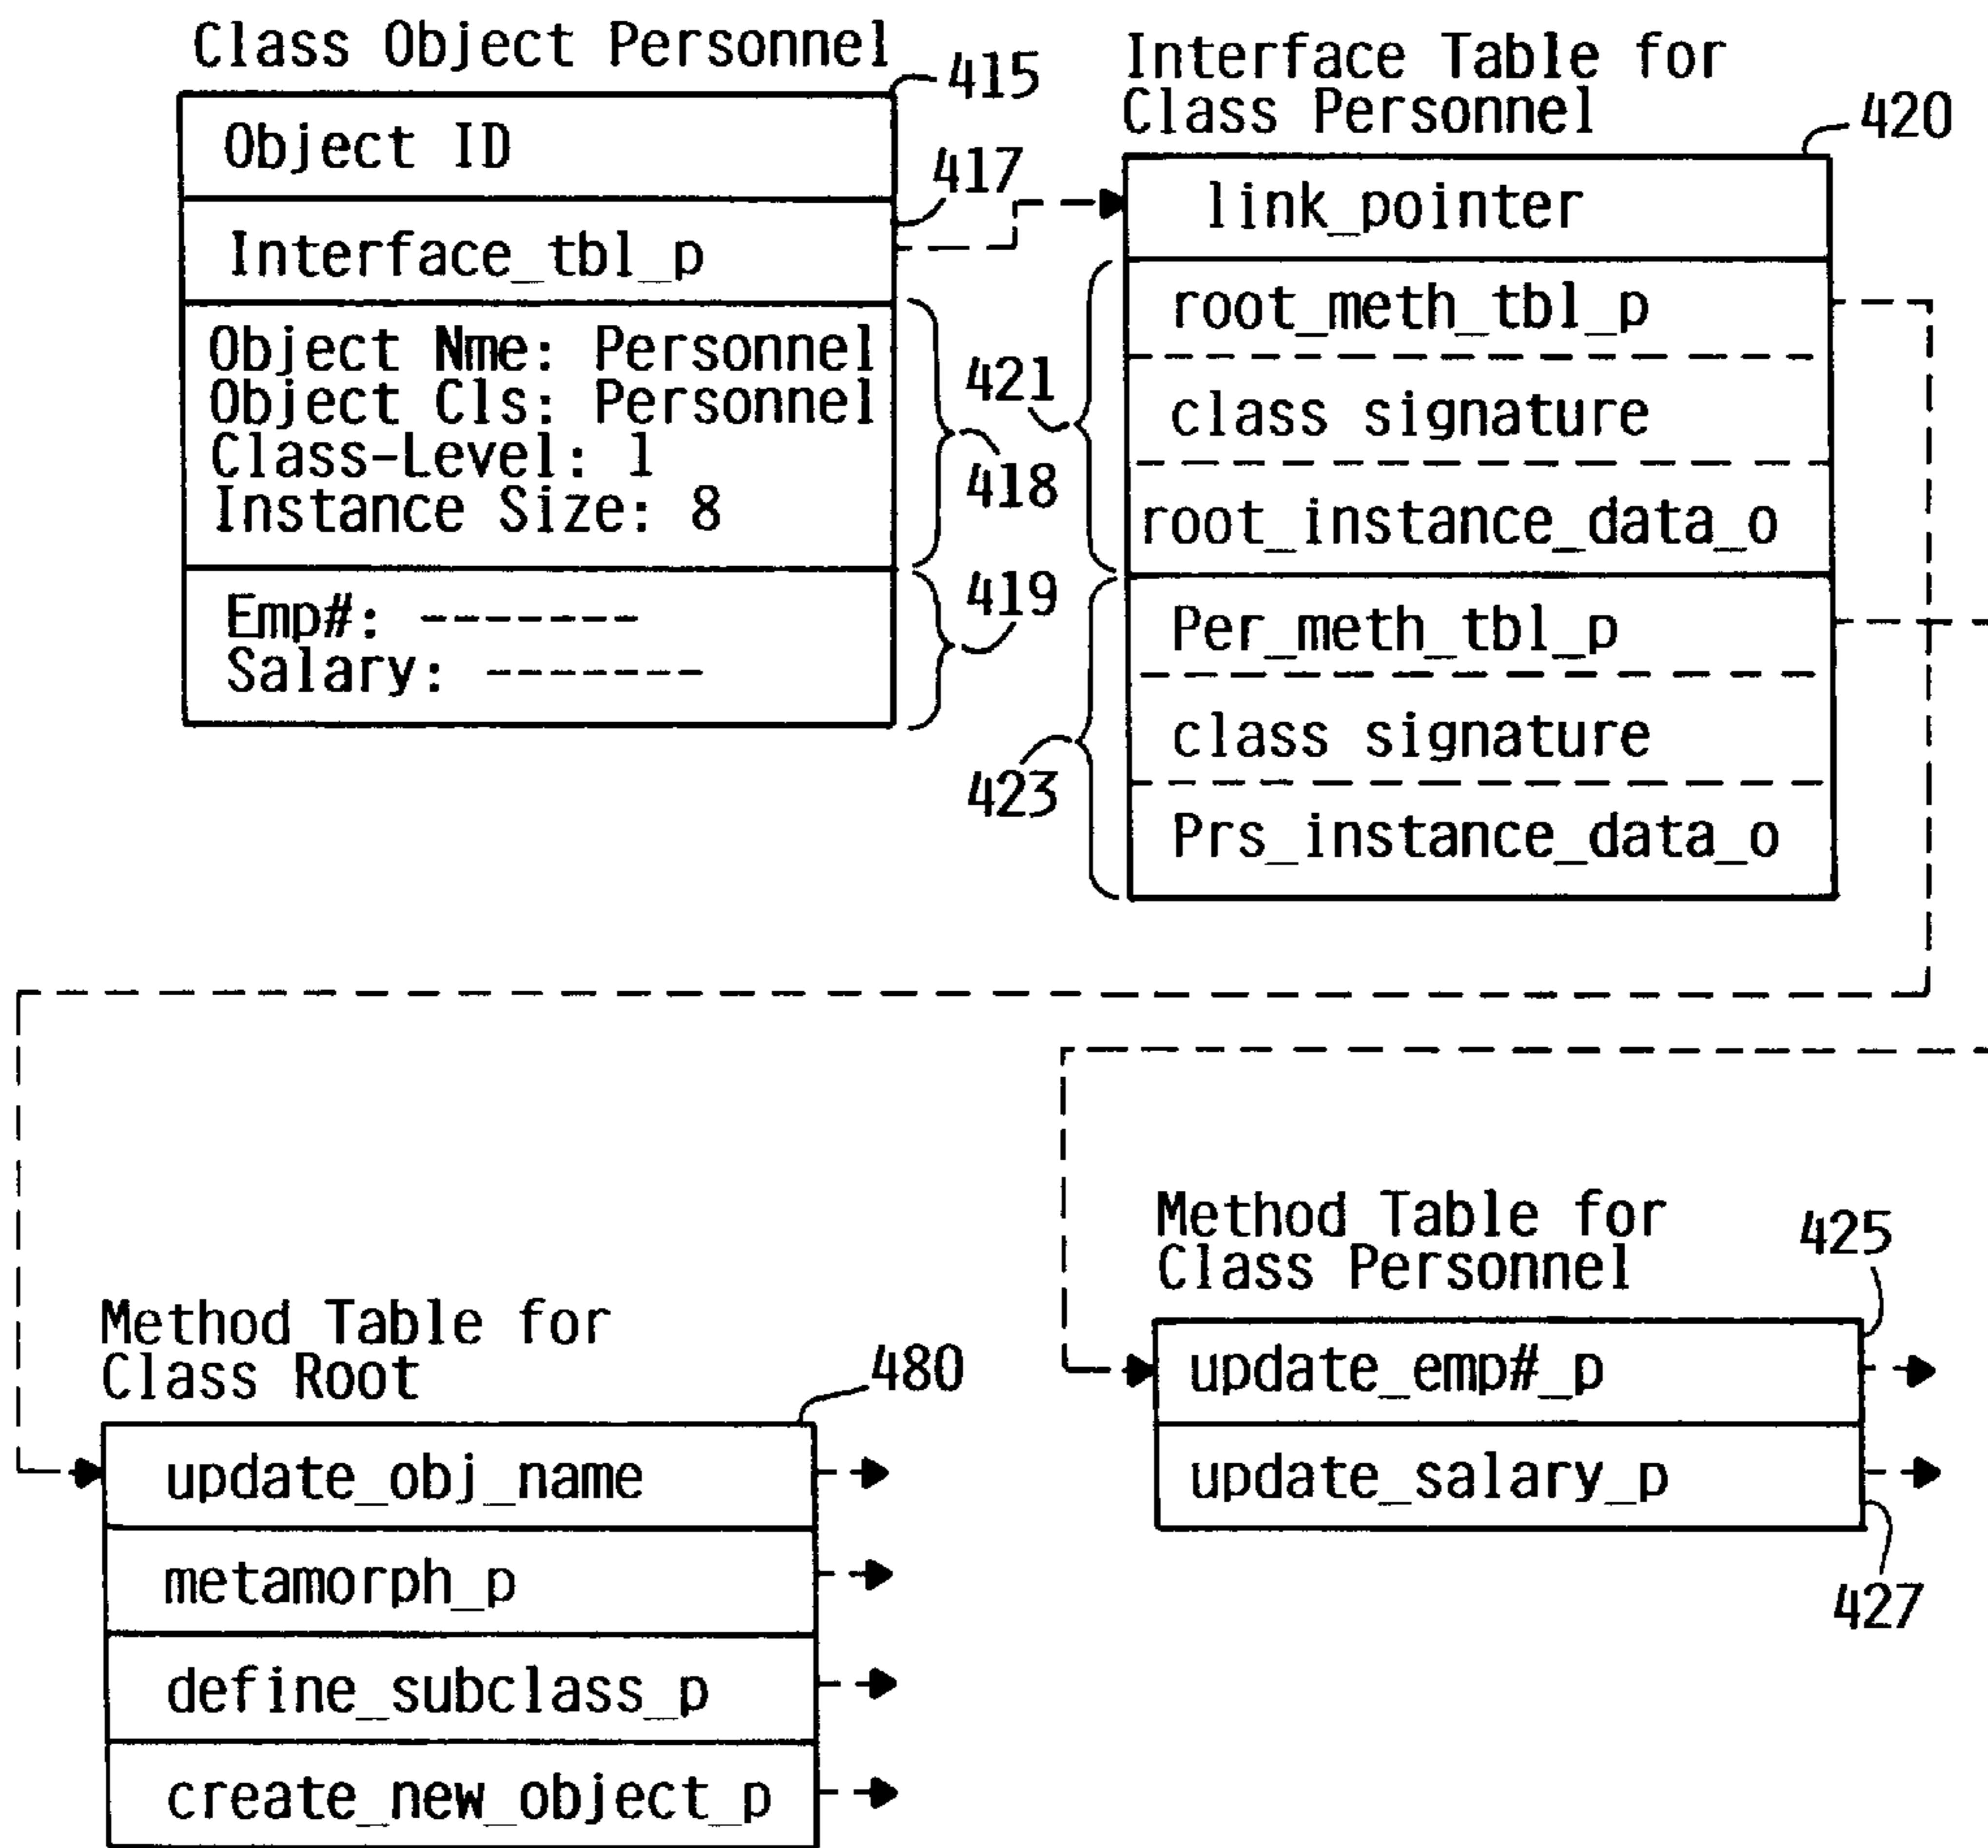 Class Object Personnel
415
Object ID
417
Interface_tbl_p
Object Nme: Personnel
Object Cls: Personnel
Class-Level: 1
Instance Size: 8
418
Emp#: -------
Salary: -------
419
Interface Table for
Class Personnel
420
link_pointer
421
root_meth_tbl_p
class signature
root_instance_data_o
423
Per_meth_tbl_p
class signature
Prs_instance_data_o
Method Table for
Class Root
480
update_obj_name
metamorph_p
define_subclass_p
create_new_object_p
Method Table for
Class Personnel
425
update_emp#_p
update_salary_p
427